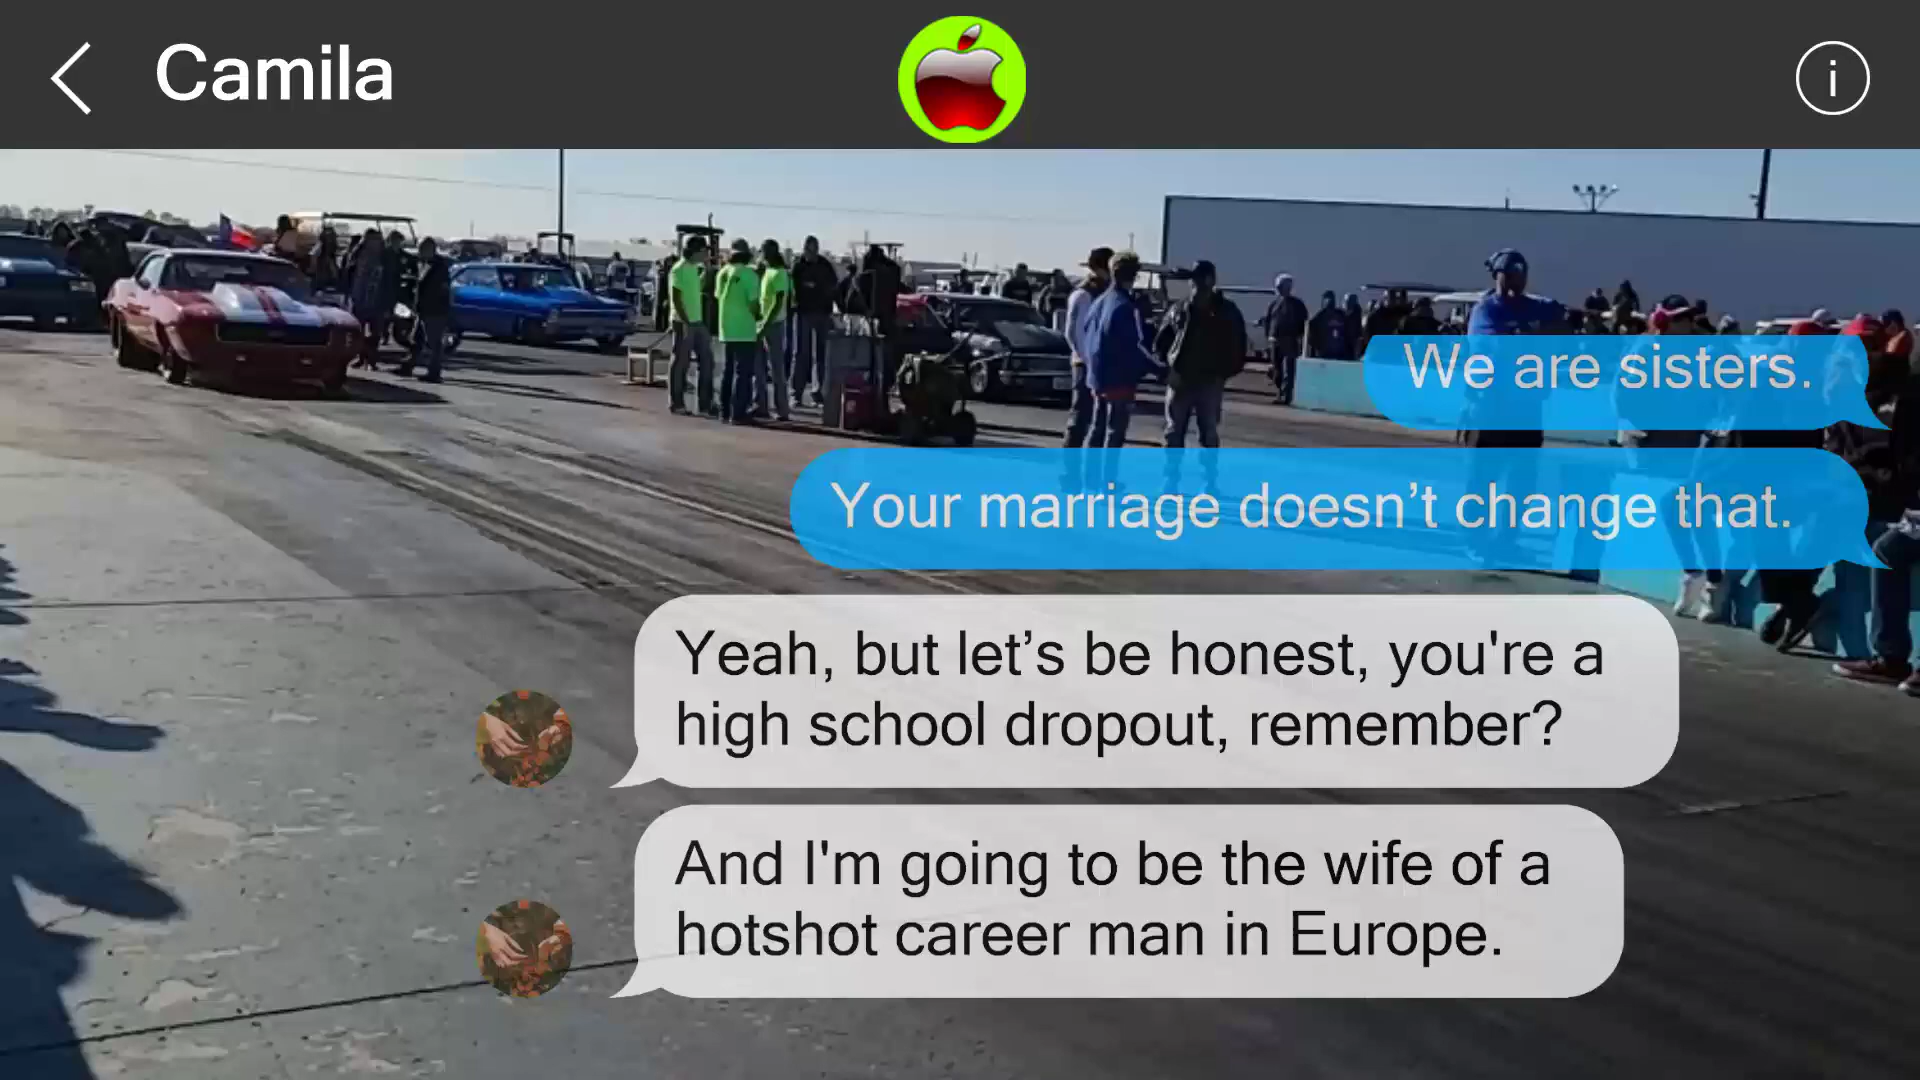 Camila
i
We are sisters.
Your marriage doesn’t change that.
Yeah, but let’s be honest, you're a
high school dropout, remember?
And I'm going to be the wife of a
hotshot career man in Europe.